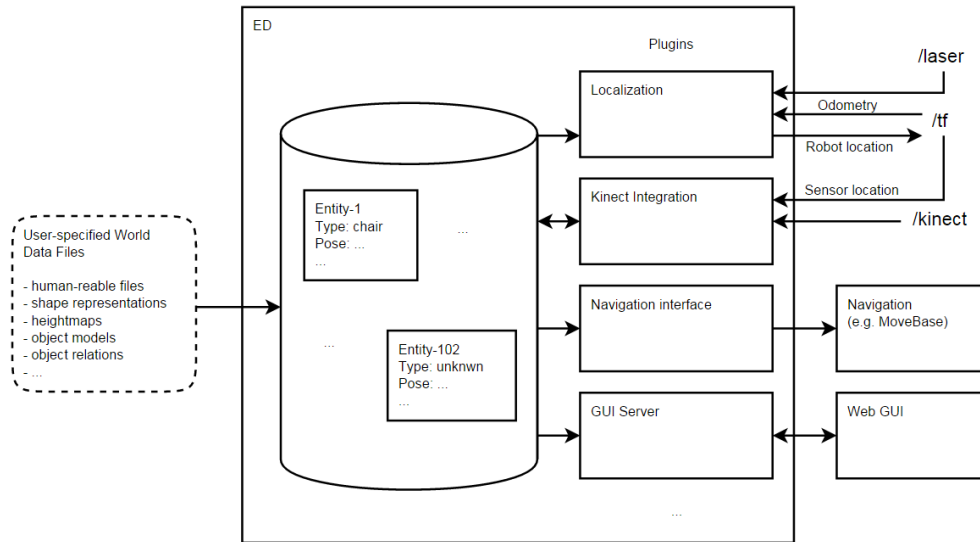 ED
Plugins
/laser
Localization
Odometry
/tf
Robot location
Kinect Integration
Sensor location
/kinect
Entity-1
Type: chair
Pose: ...
...
...
User-specified World
Data Files
- human-reable files
- shape representations
- heightmaps
- object models
- object relations
- ...
Navigation interface
Navigation
(e.g. MoveBase)
...
Entity-102
Type: unknwn
Pose: ...
...
GUI Server
Web GUI
...